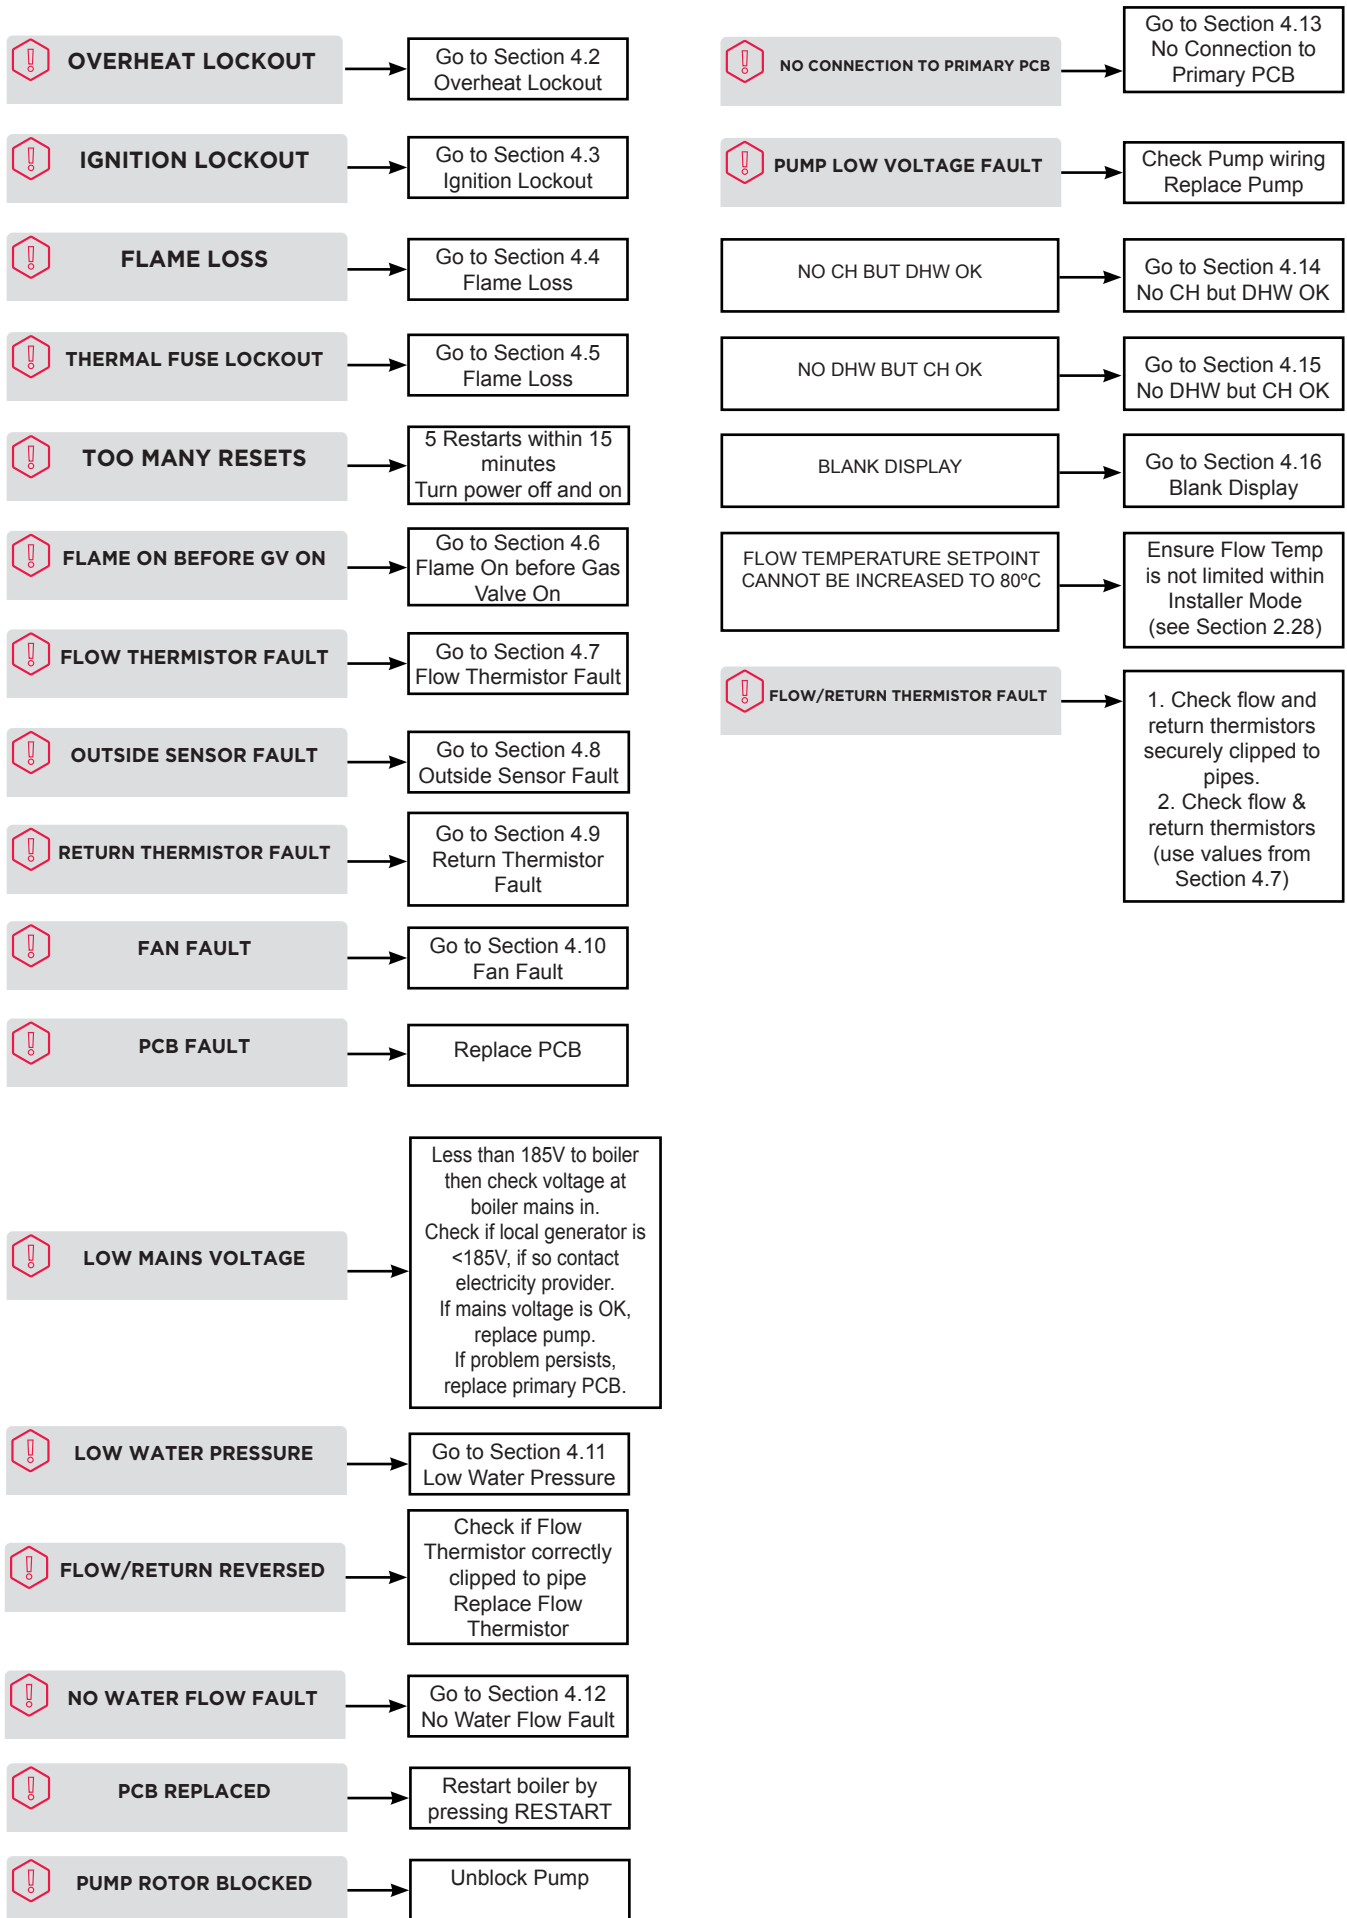 OVERHEAT LOCKOUT
Go to Section 4.2
Overheat Lockout
IGNITION LOCKOUT
Go to Section 4.3
Ignition Lockout
FLAME LOSS
Go to Section 4.4
Flame Loss
THERMAL FUSE LOCKOUT
Go to Section 4.5
Flame Loss
TOO MANY RESETS
5 Restarts within 15
minutes
Turn power off and on
FLAME ON BEFORE GV ON
Go to Section 4.6
Flame On before Gas
Valve On
FLOW THERMISTOR FAULT
Go to Section 4.7
Flow Thermistor Fault
OUTSIDE SENSOR FAULT
Go to Section 4.8
Outside Sensor Fault
RETURN THERMISTOR FAULT
Go to Section 4.9
Return Thermistor
Fault
FAN FAULT
Go to Section 4.10
Fan Fault
PCB FAULT
Replace PCB
LOW MAINS VOLTAGE
Less than 185V to boiler
then check voltage at
boiler mains in.
Check if local generator is
<185V, if so contact
electricity provider.
If mains voltage is OK,
replace pump.
If problem persists,
replace primary PCB.
LOW WATER PRESSURE
Go to Section 4.11
Low Water Pressure
FLOW/RETURN REVERSED
Check if Flow
Thermistor correctly
clipped to pipe
Replace Flow
Thermistor
NO WATER FLOW FAULT
Go to Section 4.12
No Water Flow Fault
PCB REPLACED
Restart boiler by
pressing RESTART
PUMP ROTOR BLOCKED
Unblock Pump
NO CONNECTION TO PRIMARY PCB
Go to Section 4.13
No Connection to
Primary PCB
PUMP LOW VOLTAGE FAULT
Check Pump wiring
Replace Pump
NO CH BUT DHW OK
Go to Section 4.14
No CH but DHW OK
NO DHW BUT CH OK
Go to Section 4.15
No DHW but CH OK
BLANK DISPLAY
Go to Section 4.16
Blank Display
FLOW TEMPERATURE SETPOINT
CANNOT BE INCREASED TO 80ºC
Ensure Flow Temp
is not limited within
Installer Mode
(see Section 2.28)
FLOW/RETURN THERMISTOR FAULT
1. Check flow and
return thermistors
securely clipped to
pipes.
2. Check flow &
return thermistors
(use values from
Section 4.7)